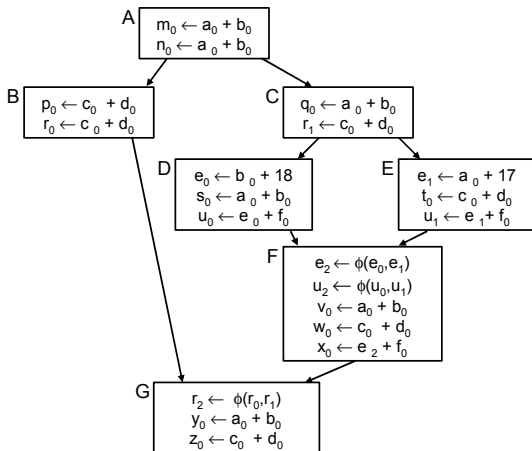 A
m₀ ← a₀ + b₀
n₀ ← a₀ + b₀
B
p₀ ← c₀ + d₀
r₀ ← c₀ + d₀
C
q₀ ← a₀ + b₀
r₁ ← c₀ + d₀
D
e₀ ← b₀ + 18
s₀ ← a₀ + b₀
u₀ ← e₀ + f₀
E
e₁ ← a₀ + 17
t₀ ← c₀ + d₀
u₁ ← e₁ + f₀
F
e₂ ← ϕ(e₀,e₁)
u₂ ← ϕ(u₀,u₁)
v₀ ← a₀ + b₀
w₀ ← c₀ + d₀
x₀ ← e₂ + f₀
G
r₂ ← ϕ(r₀,r₁)
y₀ ← a₀ + b₀
z₀ ← c₀ + d₀